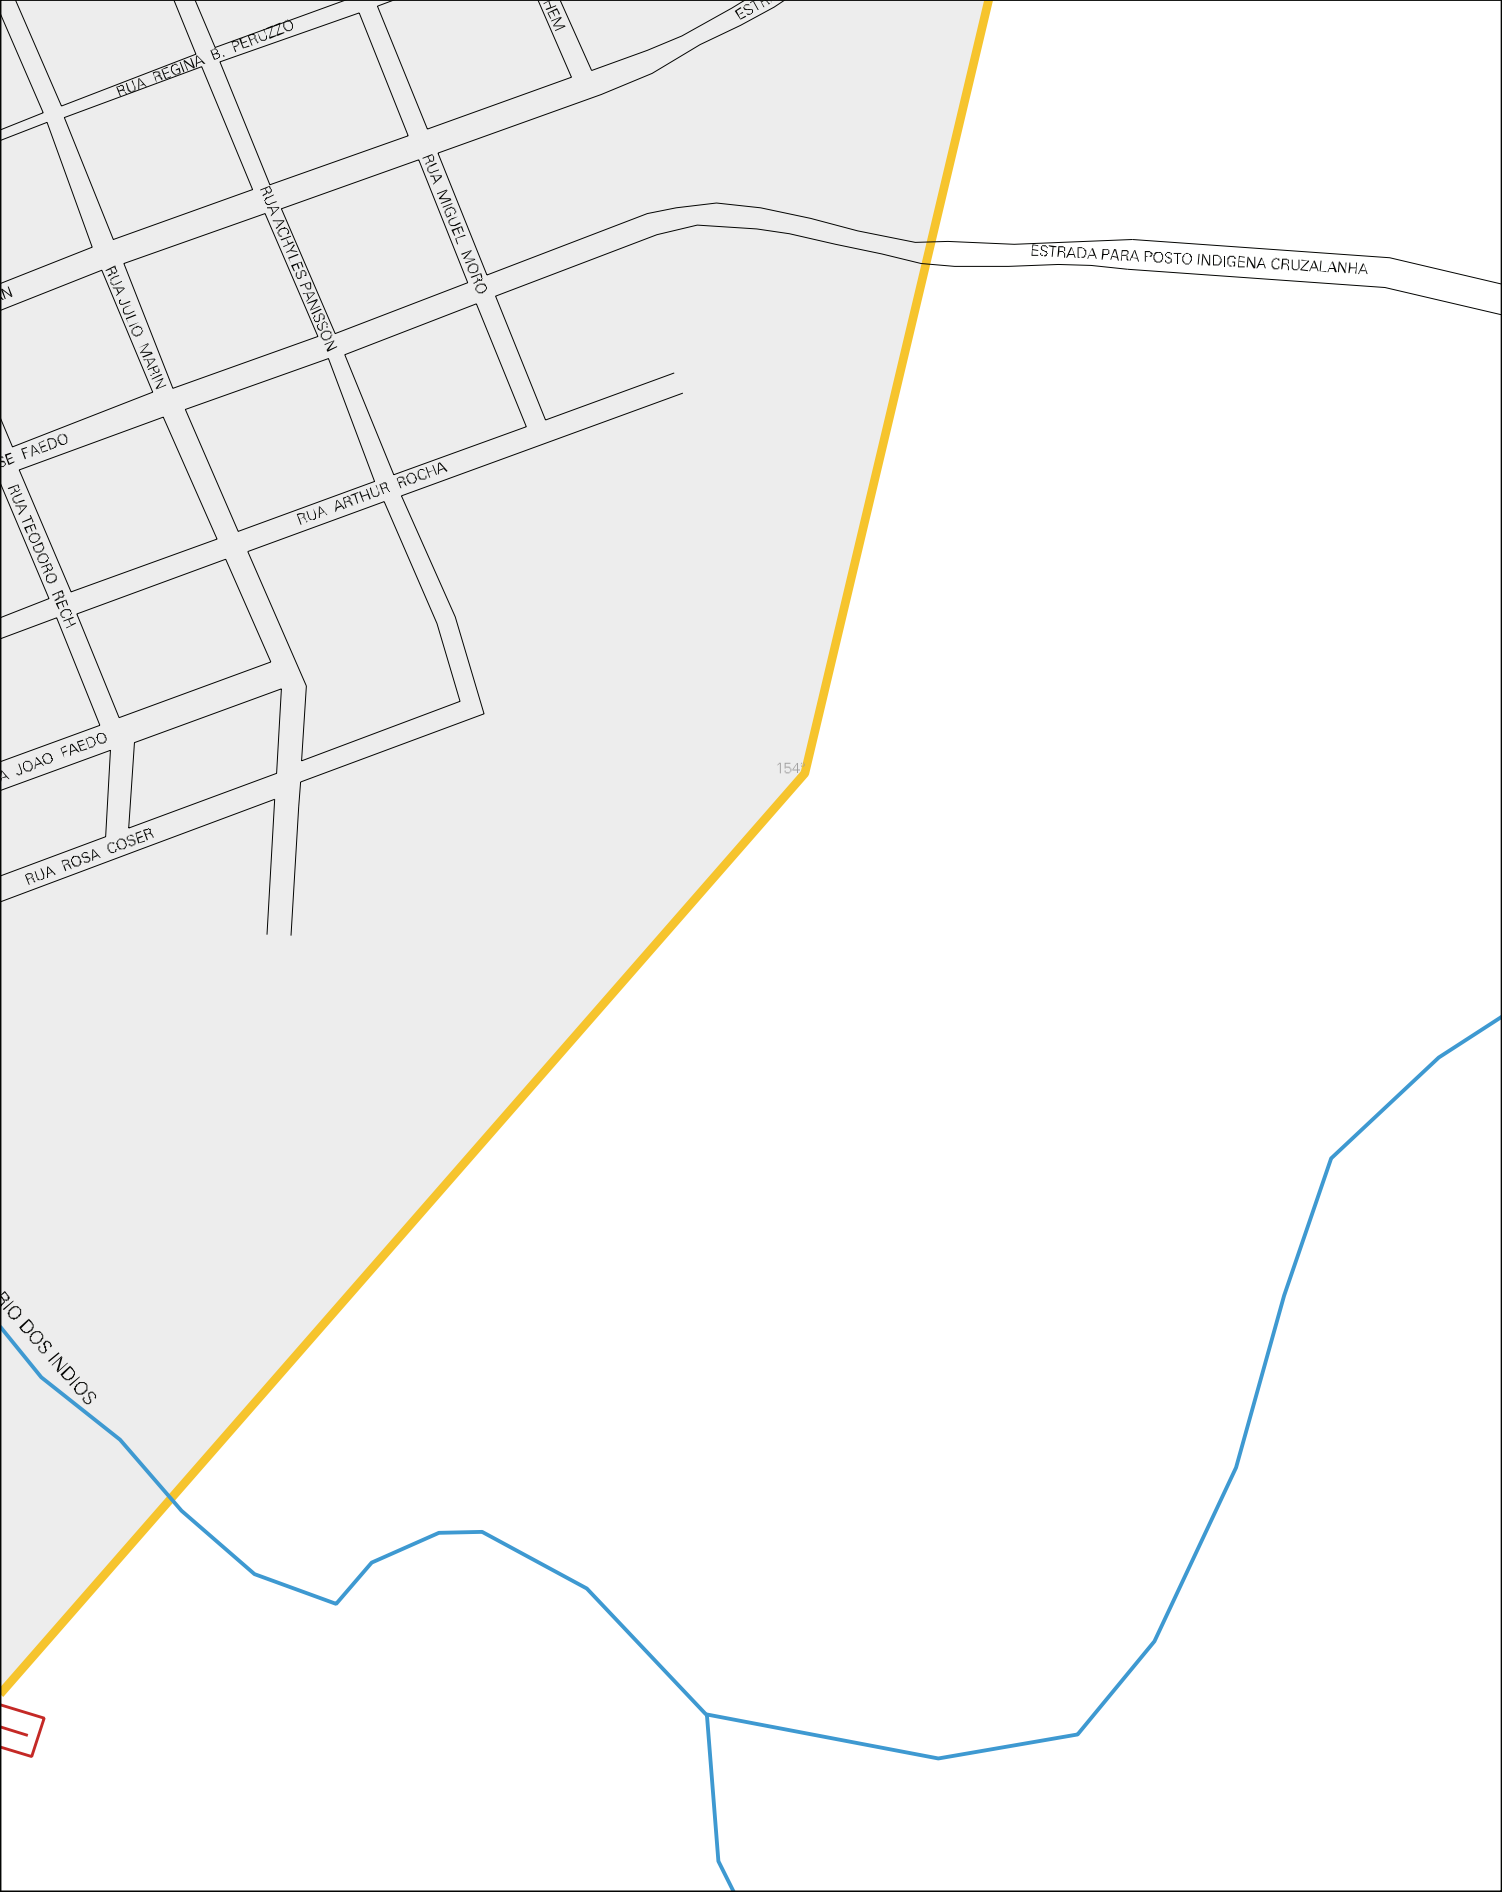 RUA REGINA B. PERUZZO
RUA ACHYLES PANISSON
RUA MIGUEL MORO
ESTRADA PARA POSTO INDIGENA CRUZALANHA
RUA JULIO MARIN
SE FAEDO
RUA ARTHUR ROCHA
RUA TEODORO RECH
A JOAO FAEDO
RUA ROSA COSER
RIO DOS INDIOS